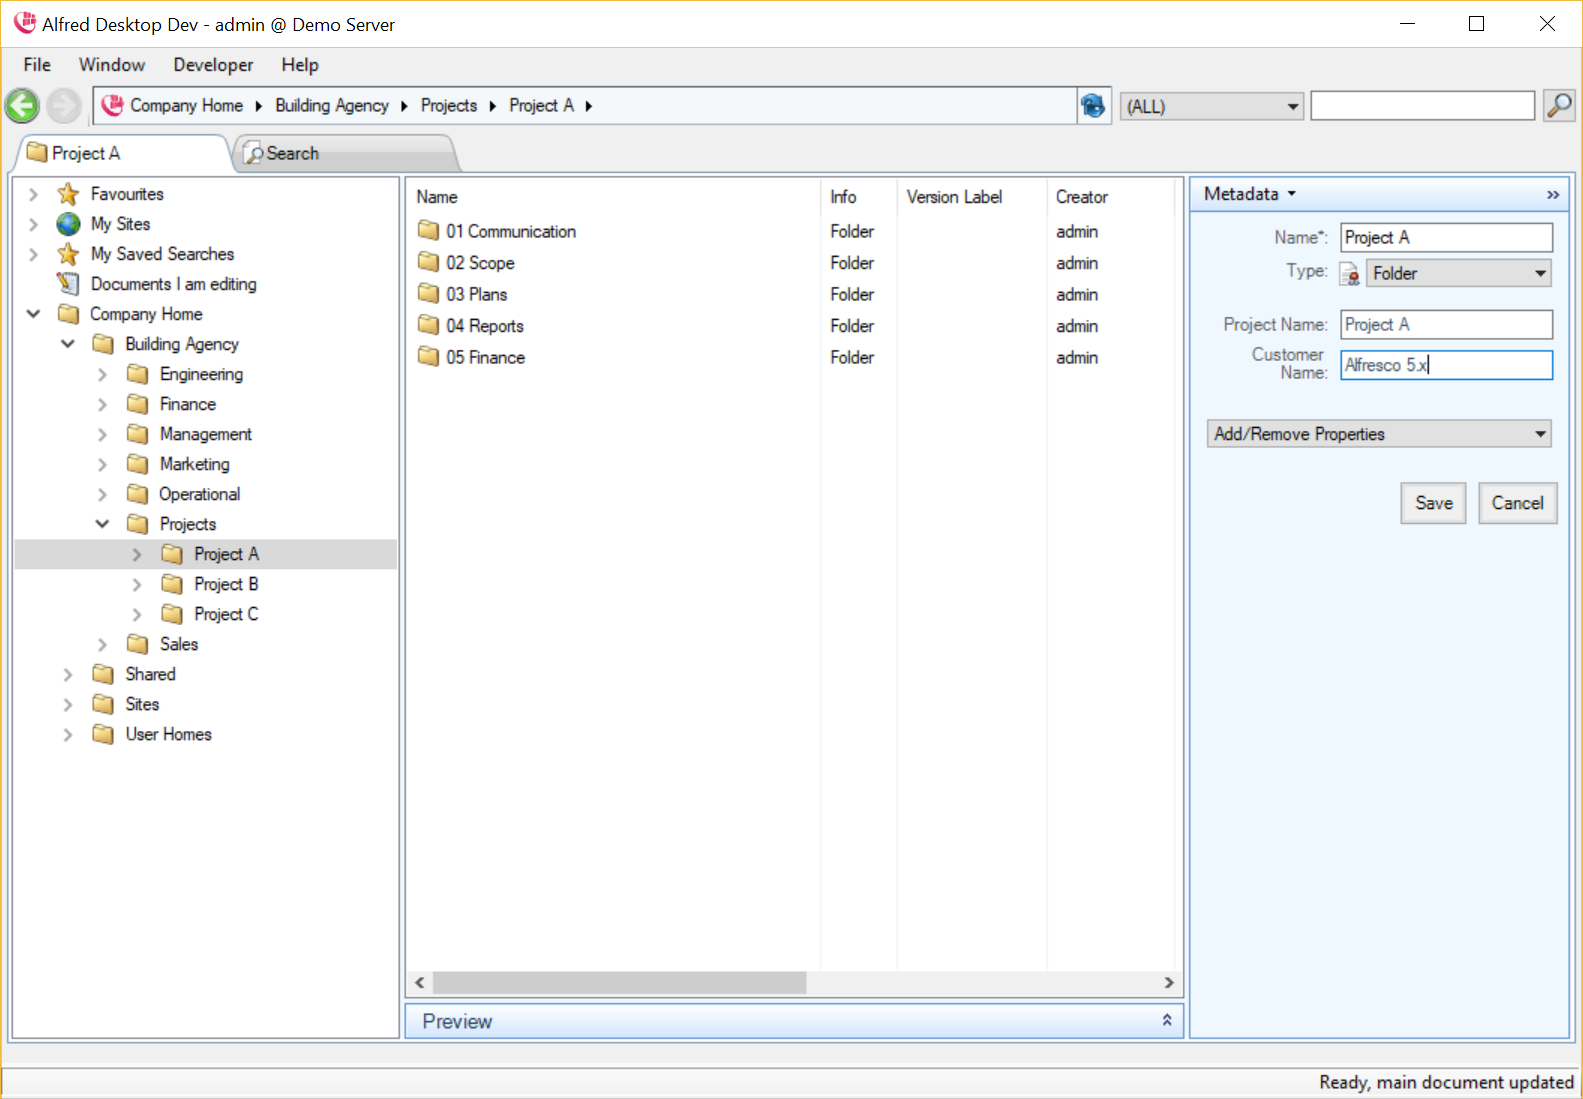 Alfred Desktop Dev - admin @ Demo Server
File Window Developer Help
Company Home Building Agency Projects Project A
(ALL)
Project A
Search
Favourites
My Sites
My Saved Searches
Documents I am editing
Company Home
Building Agency
Engineering
Finance
Management
Marketing
Operational
Projects
Project A
Project B
Project C
Sales
Shared
Sites
User Homes
Name Info Version Label Creator
01 Communication Folder admin
02 Scope Folder admin
03 Plans Folder admin
04 Reports Folder admin
05 Finance Folder admin
Preview
Metadata
Name*: Project A
Type: Folder
Project Name: Project A
Customer
Name: Alfresco 5.x
Add/Remove Properties
Save Cancel
Ready, main document updated